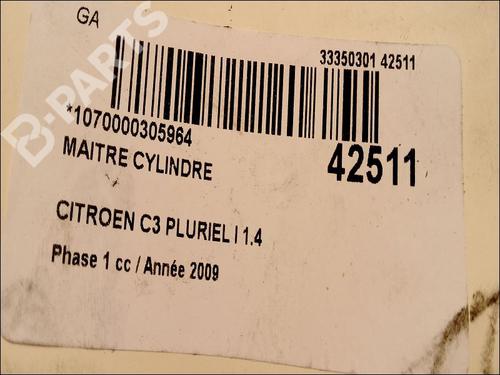 GA
33350301 42511
*1070000305964
42511
MAITRE CYLINDRE
CITROEN C3 PLURIEL I 1.4
Phase 1 cc / Année 2009
B-PARTS